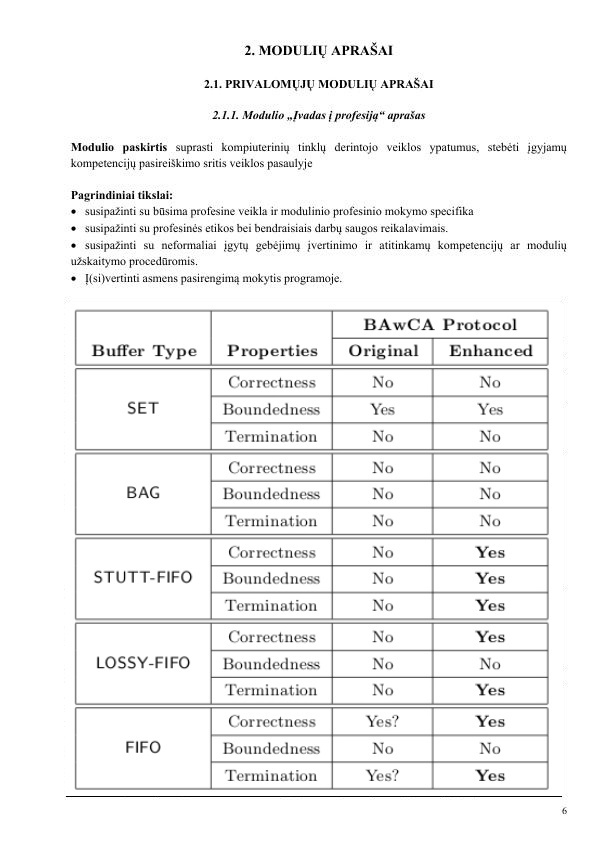 2. MODULIŲ APRAŠAI
2.1. PRIVALOMŲJŲ MODULIŲ APRAŠAI
2.1.1. Modulio „Įvadas į profesiją“ aprašas
Modulio paskirtis suprasti kompiuterinių tinklų derintojo veiklos ypatumus, stebėti įgyjamų
kompetencijų pasireiškimo sritis veiklos pasaulyje
Pagrindiniai tikslai:
• susipažinti su būsima profesine veikla ir modulinio profesinio mokymo specifika
• susipažinti su profesinės etikos bei bendraisiais darbų saugos reikalavimais.
• susipažinti su neformaliai įgytų gebėjimų įvertinimo ir atitinkamų kompetencijų ar modulių
užskaitymo procedūromis.
• Į(si)vertinti asmens pasirengimą mokytis programoje.
BAwCA Protocol
Buffer Type Properties Original Enhanced
SET
Correctness No No
Boundedness Yes Yes
Termination No No
BAG
Correctness No No
Boundedness No No
Termination No No
STUTT-FIFO
Correctness No Yes
Boundedness No Yes
Termination No Yes
LOSSY-FIFO
Correctness No Yes
Boundedness No No
Termination No Yes
FIFO
Correctness Yes? Yes
Boundedness No No
Termination Yes? Yes
6